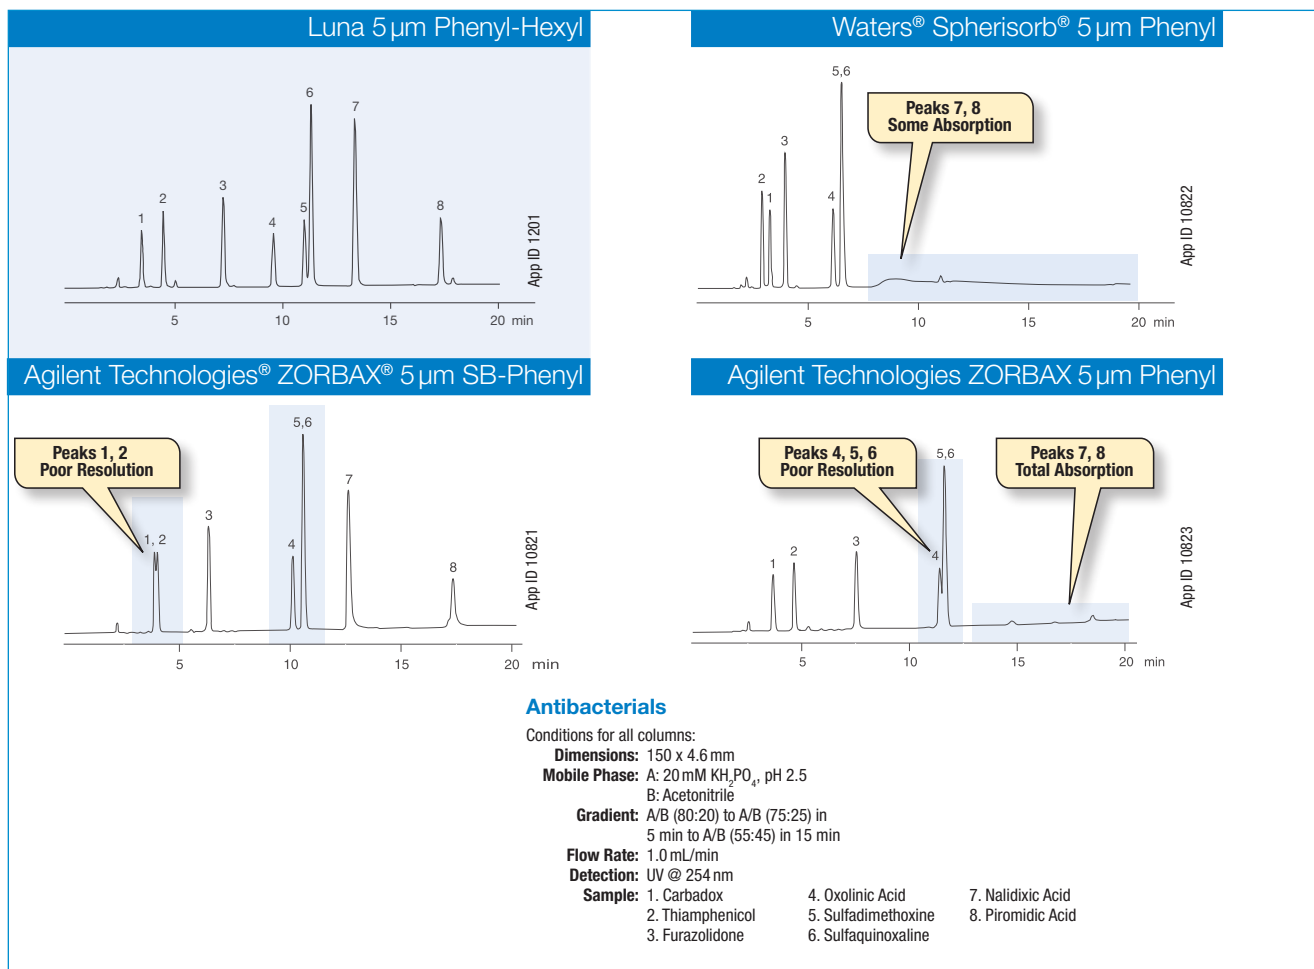 Luna 5 µm Phenyl-Hexyl
6
7
3
2
8
5
1
4
App ID 1201
5 10 15 20 min
Waters® Spherisorb® 5 µm Phenyl
5,6
Peaks 7, 8
Some Absorption
3
2
1
4
App ID 10822
5 10 15 20 min
Agilent Technologies® ZORBAX® 5 µm SB-Phenyl
5,6
Peaks 1, 2
Poor Resolution
7
3
1, 2
4
8
App ID 10821
5 10 15 20 min
Agilent Technologies ZORBAX 5 µm Phenyl
Peaks 4, 5, 6
Poor Resolution
5,6
Peaks 7, 8
Total Absorption
3
2
1
4
App ID 10823
5 10 15 20 min
Antibacterials
Conditions for all columns:
Dimensions: 150 x 4.6 mm
Mobile Phase: A: 20 mM KH2PO4, pH 2.5
B: Acetonitrile
Gradient: A/B (80:20) to A/B (75:25) in
5 min to A/B (55:45) in 15 min
Flow Rate: 1.0 mL/min
Detection: UV @ 254 nm
Sample: 1. Carbadox 4. Oxolinic Acid 7. Nalidixic Acid
2. Thiamphenicol 5. Sulfadimethoxine 8. Piromidic Acid
3. Furazolidone 6. Sulfaquinoxaline